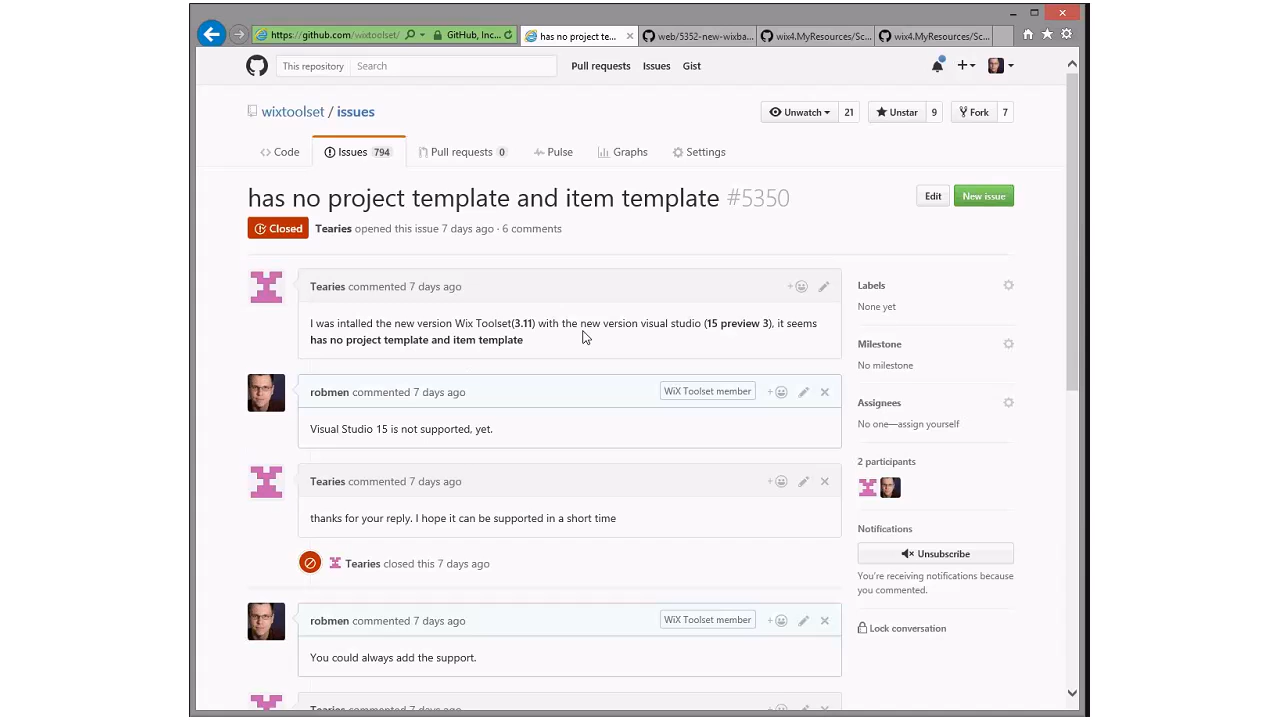 https://github.com/wixtoolset/
GitHub, Inc...
has no project te...
web/5352-new-wixba...
wix4.MyResources/Sc...
wix4.MyResources/Sc...
This repository
Search
Pull requests
Issues
Gist
wixtoolset / issues
Unwatch
21
Unstar
9
Fork
7
Code
Issues 794
Pull requests 0
Pulse
Graphs
Settings
has no project template and item template #5350
Edit
New issue
Closed
Tearies opened this issue 7 days ago · 6 comments
Tearies commented 7 days ago
I was intalled the new version Wix Toolset(3.11) with the new version visual studio (15 preview 3), it seems
has no project template and item template
robmen commented 7 days ago
WiX Toolset member
Visual Studio 15 is not supported, yet.
Tearies commented 7 days ago
thanks for your reply. I hope it can be supported in a short time
Tearies closed this 7 days ago
robmen commented 7 days ago
WiX Toolset member
You could always add the support.
Tearies commented 7 days ago
Labels
None yet
Milestone
No milestone
Assignees
No one—assign yourself
2 participants
Notifications
Unsubscribe
You're receiving notifications because
you commented.
Lock conversation